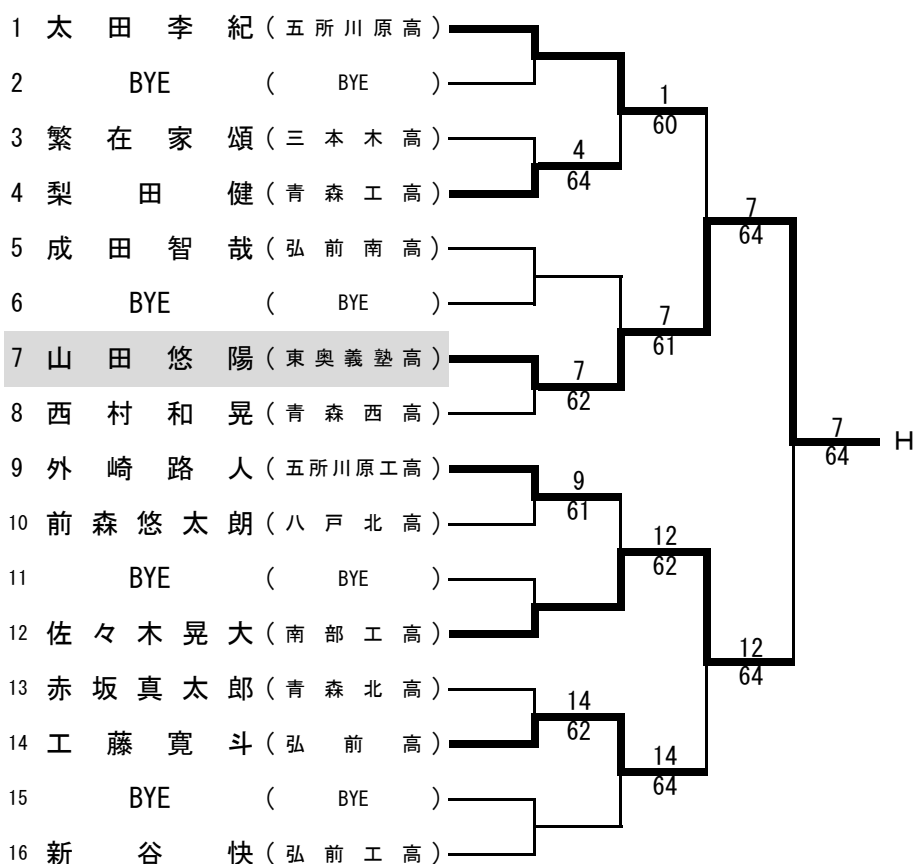 1 太田李紀 (五所川原高)
2 BYE (BYE)
1
60
3 繁在家頌 (三本木高)
4
64
4 梨田健 (青森工高)
7
64
5 成田智哉 (弘前南高)
6 BYE (BYE)
7
61
7 山田悠陽 (東奥義塾高)
7
62
8 西村和晃 (青森西高)
7
64
H
9 外崎路人 (五所川原工高)
9
61
10 前森悠太朗 (八戸北高)
12
62
11 BYE (BYE)
12 佐々木晃大 (南部工高)
12
64
13 赤坂真太郎 (青森北高)
14
62
14 工藤寛斗 (弘前高)
14
64
15 BYE (BYE)
16 新谷快 (弘前工高)